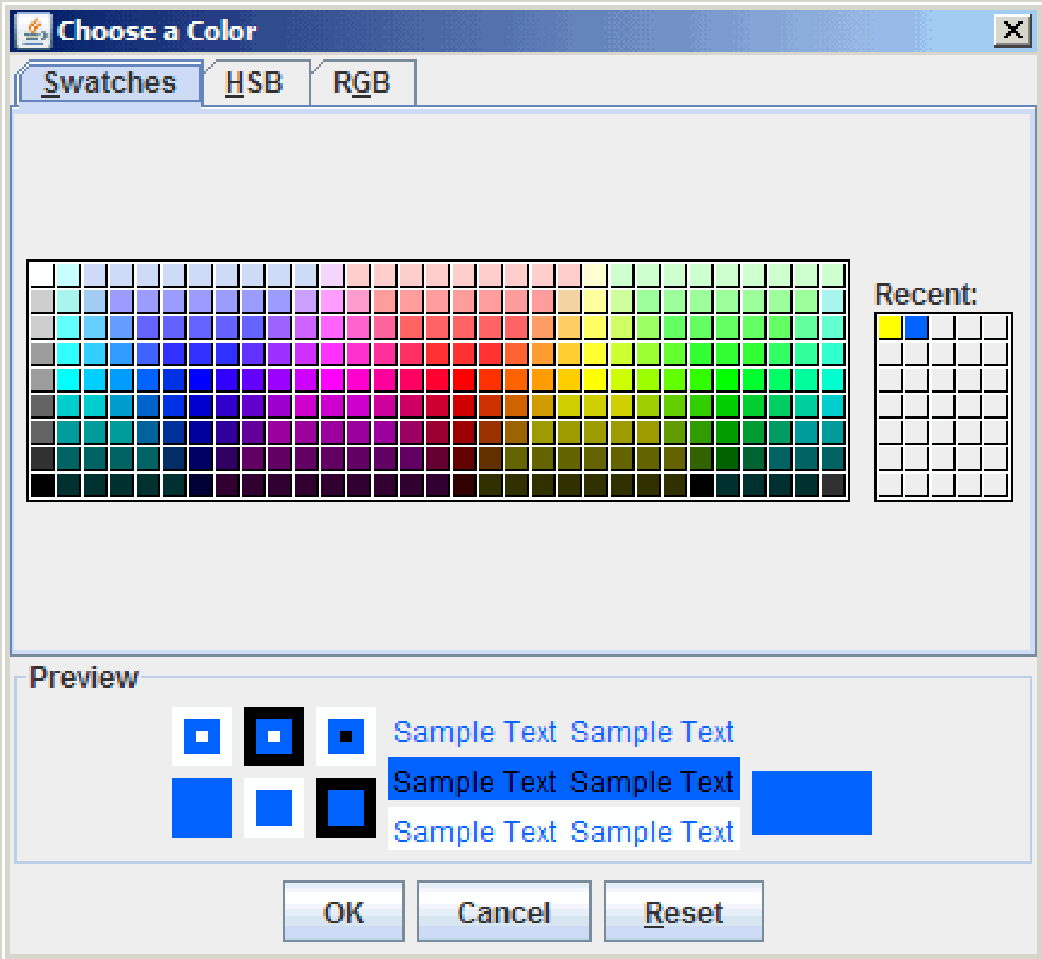 Choose a Color
Swatches HSB RGB
Recent:
Preview
Sample Text Sample Text
Sample Text Sample Text
Sample Text Sample Text
OK Cancel Reset